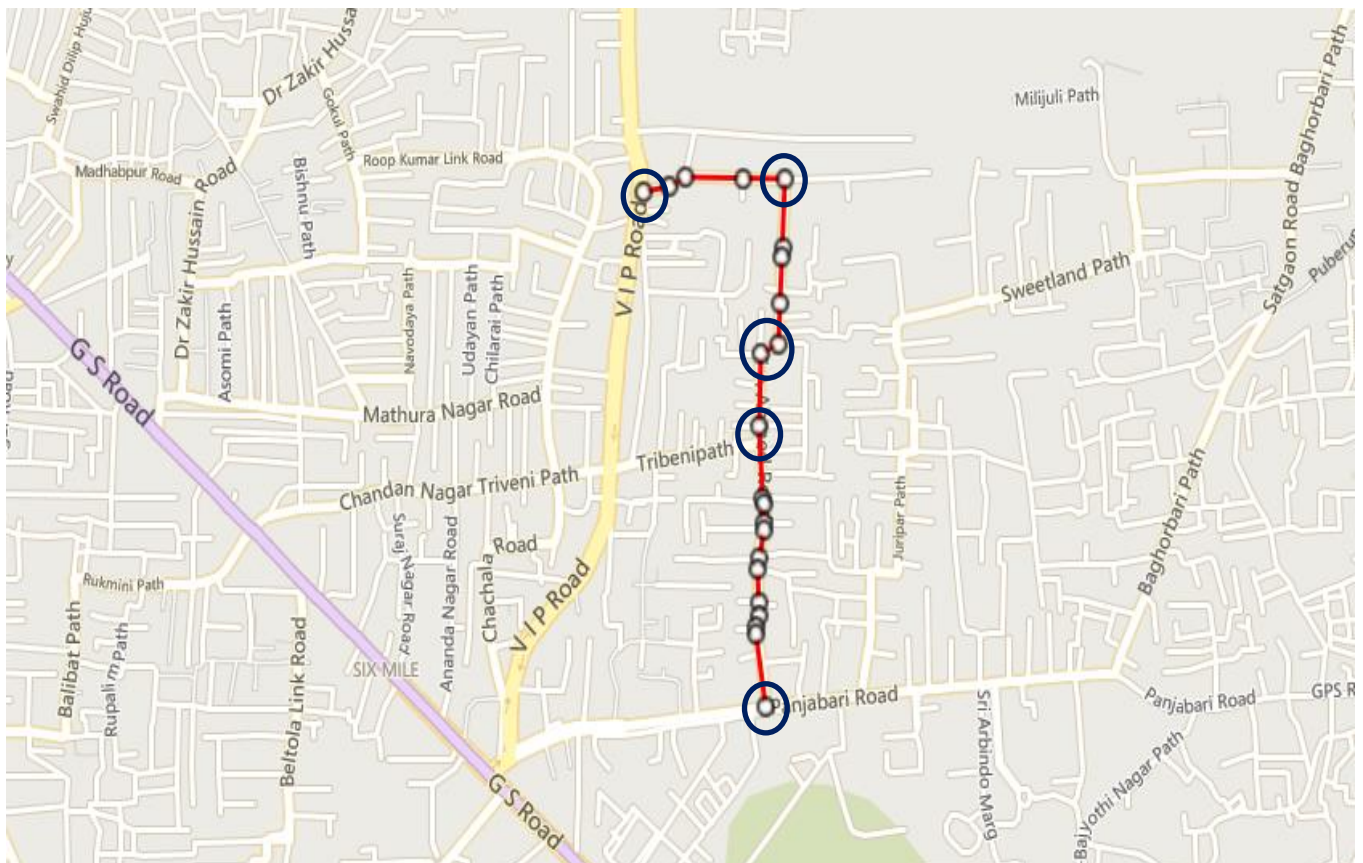 Swahid Dilip Huju
Dr Zakir Hussa
Gokul Path
Milijuli Path
Satgaon Road Baghorbari Path
Madhabpur Road
Roop Kumar Link Road
Bishnu Path
Dr Zakir Hussain Road
V I P Road
Sweetland Path
Puberun
Asomi Path
Navodaya Path
Udayan Path
Chilarai Path
G S Road
Mathura Nagar Road
Tribenipath
Chandan Nagar Triveni Path
Juripar Path
Baghorbari Path
Suraj Nagar Road
Ananda Nagar Road
Chachala
Road
V I P Road
Rukmini Path
Balibat Path
Rupali m Path
Beltola Link Road
SIX MILE
Panjabari Road
Panjabari Road
GPS R
Sri Arbindo Marg
G S Road
-BajJyothi Nagar Path